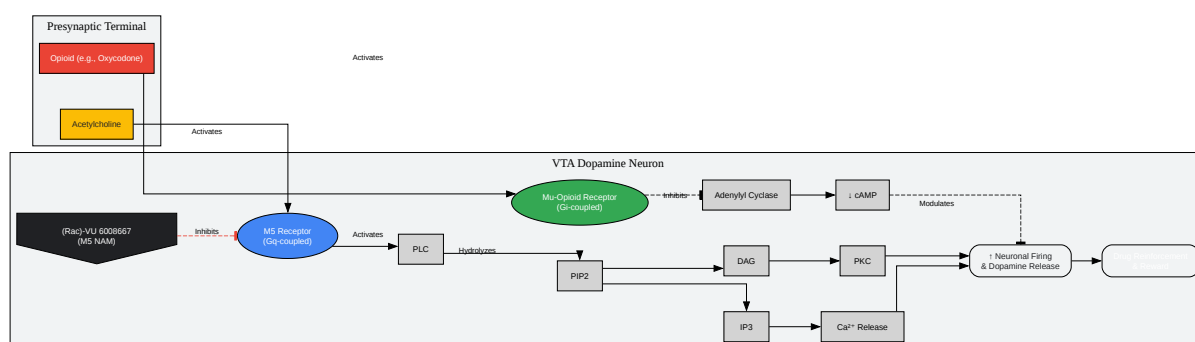 Presynaptic Terminal
Opioid (e.g., Oxycodone)
Activates
Acetylcholine
Activates
VTA Dopamine Neuron
Mu-Opioid Receptor
(Gi-coupled)
Inhibits
Adenylyl Cyclase
↓ cAMP
Modulates
(Rac)-VU 6008667
(M5 NAM)
Inhibits
M5 Receptor
(Gq-coupled)
Activates
PLC
Hydrolyzes
PIP2
DAG
PKC
↑ Neuronal Firing
& Dopamine Release
IP3
Ca²⁺ Release